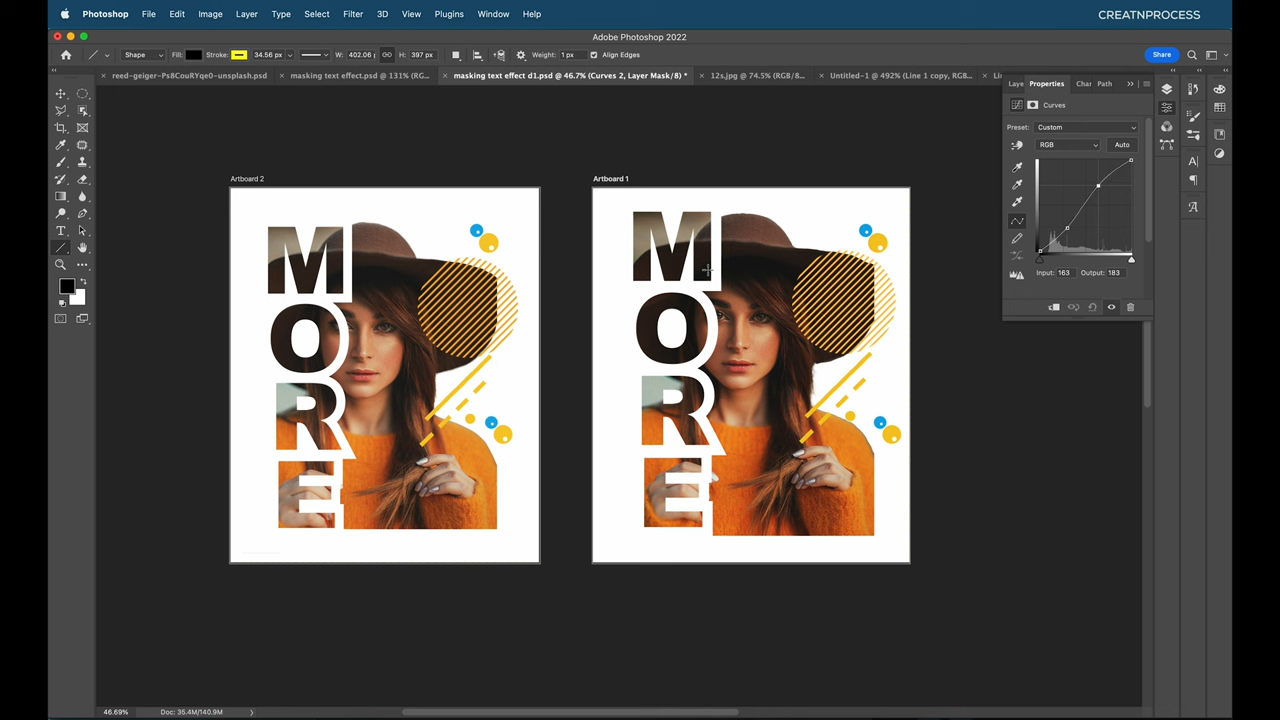 Photoshop File Edit Image Layer Type Select Filter 3D View Plugins Window Help
CREATNPROCESS
Adobe Photoshop 2022
Shape Fill: Stroke: 34.56 px W: 402.06 H: 397 px Weight: 1 px Align Edges Share
reed-geiger-Ps8CouRYqe0-unsplash.psd masking text effect.psd @ 131% (RG... masking text effect d1.psd @ 46.7% (Curves 2, Layer Mask/8) * 12s.jpg @ 74.5% (RGB/8... Untitled-1 @ 492% (Line 1 copy, RGB... Lin
Laye Properties Chai Path
Curves
Preset: Custom
RGB Auto
Input: 163 Output: 183
Artboard 2
M
O
R
E
Artboard 1
M
O
R
E
46.69% Doc: 35.4M/140.9M